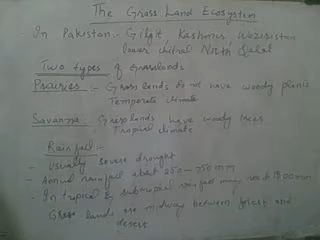 The Grass Land Ecosystem
- In Pakistan:- Gilgit, Kashmir, Waziristan
lower chitral North Kalat
Two types of Grasslands
Prairies:- Grass lands do not have woody plants
Temperate climate
Savanna: Grasslands have woody trees
Tropical climate
Rainfall:-
- usually severe drought
- Annual rainfall about 250-750 mm
- In tropical & subtropical rainfall may reach 1500 mm
Grass lands are midway between forest and
desert